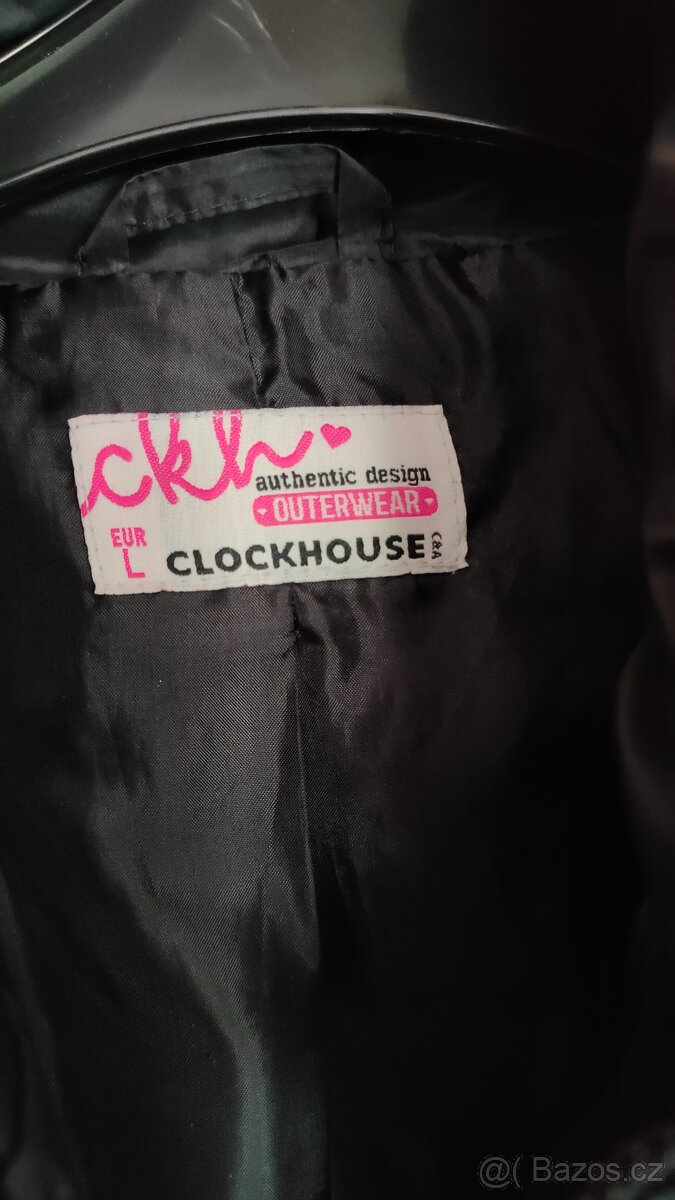 ckh
authentic design
OUTERWEAR
EUR
L
CLOCKHOUSE
C&A
@( Bazos.cz